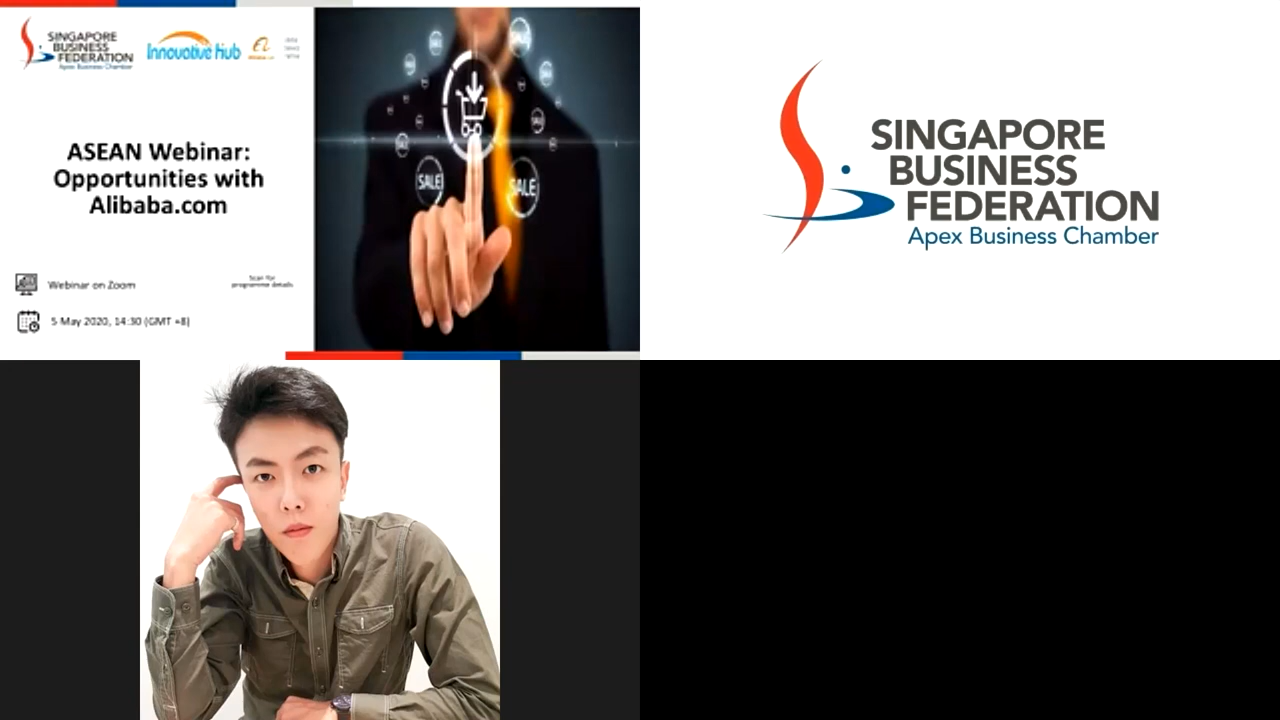 SINGAPORE
BUSINESS
FEDERATION
Apex Business Chamber
Innovative hub
ASEAN Webinar:
Opportunities with
Alibaba.com
Webinar on Zoom
Scan for
programme details
5 May 2020, 14:30 (GMT +8)
SALE
SALE
SINGAPORE
BUSINESS
FEDERATION
Apex Business Chamber